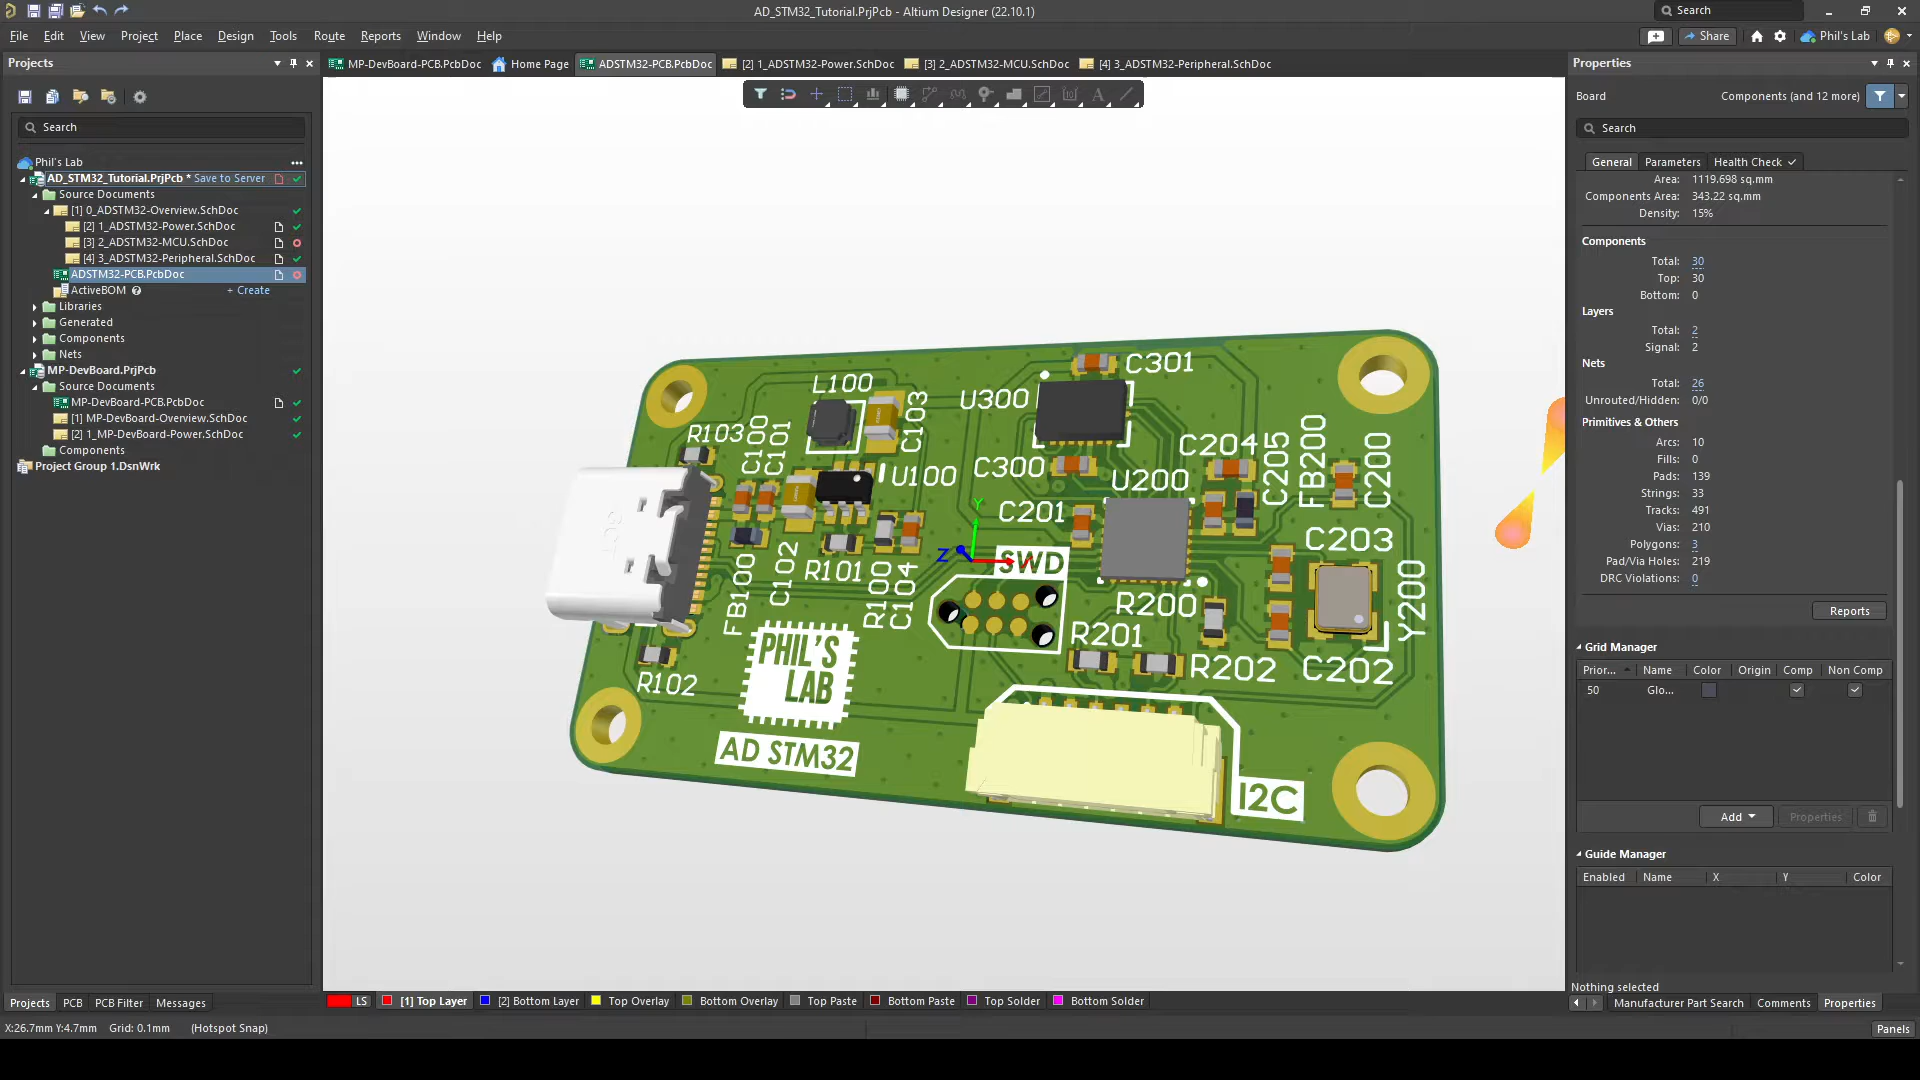 AD_STM32_Tutorial.PrjPcb - Altium Designer (22.10.1)
Search
File Edit View Project Place Design Tools Route Reports Window Help
Share
Phil's Lab
Projects
MP-DevBoard-PCB.PcbDoc
Home Page
ADSTM32-PCB.PcbDoc
[2] 1_ADSTM32-Power.SchDoc
[3] 2_ADSTM32-MCU.SchDoc
[4] 3_ADSTM32-Peripheral.SchDoc
Search
Phil's Lab
AD_STM32_Tutorial.PrjPcb * Save to Server
Source Documents
[1] 0_ADSTM32-Overview.SchDoc
[2] 1_ADSTM32-Power.SchDoc
[3] 2_ADSTM32-MCU.SchDoc
[4] 3_ADSTM32-Peripheral.SchDoc
ADSTM32-PCB.PcbDoc
ActiveBOM + Create
Libraries
Generated
Components
Nets
MP-DevBoard.PrjPcb
Source Documents
MP-DevBoard-PCB.PcbDoc
[1] MP-DevBoard-Overview.SchDoc
[2] 1_MP-DevBoard-Power.SchDoc
Components
Project Group 1.DsnWrk
C301
L100
U300
C103
R103
C100
C101
C204
C205
FB200
C200
C300
U100
U200
C201
C203
SWD
R101
R100
C104
C102
FB100
R200
Y200
R201
R202
C202
R102
PHIL'S
LAB
AD STM32
I2C
Z
Y
Properties
Board Components (and 12 more)
Search
General Parameters Health Check
Area: 1119.698 sq.mm
Components Area: 343.22 sq.mm
Density: 15%
Components
Total: 30
Top: 30
Bottom: 0
Layers
Total: 2
Signal: 2
Nets
Total: 26
Unrouted/Hidden: 0/0
Primitives & Others
Arcs: 10
Fills: 0
Pads: 139
Strings: 33
Tracks: 491
Vias: 210
Polygons: 3
Pad/Via Holes: 219
DRC Violations: 0
Reports
Grid Manager
Prior... Name Color Origin Comp Non Comp
50 Glo...
Add Properties
Guide Manager
Enabled Name X Y Color
Nothing selected
Projects PCB PCB Filter Messages
LS [1] Top Layer [2] Bottom Layer Top Overlay Bottom Overlay Top Paste Bottom Paste Top Solder Bottom Solder
Manufacturer Part Search Comments Properties
X:26.7mm Y:4.7mm Grid: 0.1mm (Hotspot Snap)
Panels